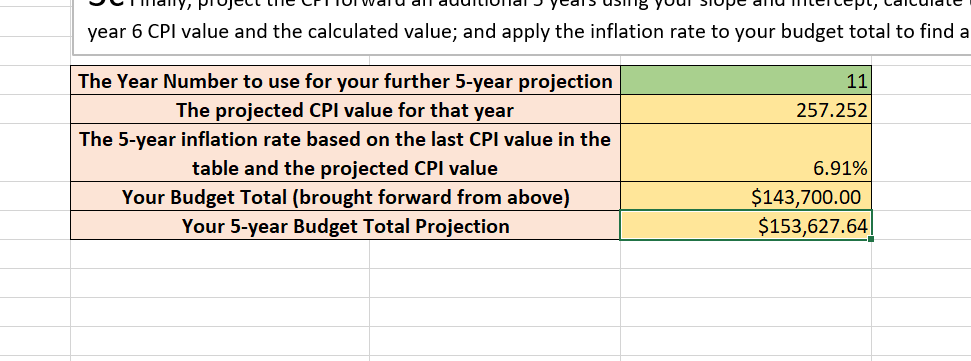 Finally, project the CPI forward an additional 5 years using your slope and intercept, calculate
year 6 CPI value and the calculated value; and apply the inflation rate to your budget total to find a
The Year Number to use for your further 5-year projection 11
The projected CPI value for that year 257.252
The 5-year inflation rate based on the last CPI value in the
table and the projected CPI value 6.91%
Your Budget Total (brought forward from above) $143,700.00
Your 5-year Budget Total Projection $153,627.64